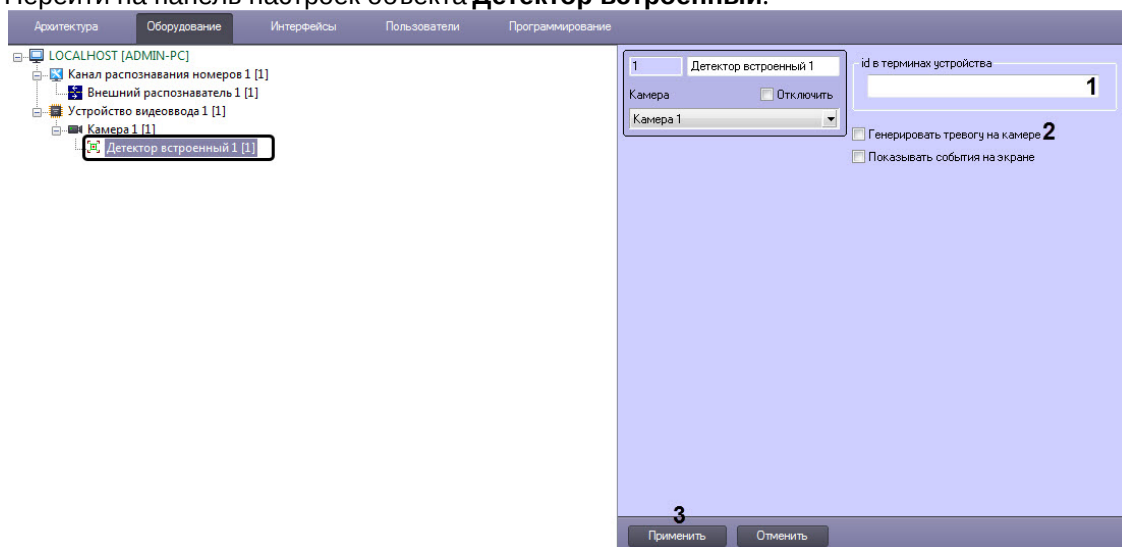 Перейти на панель настроек объекта Детектор встроенный.
Архитектура Оборудование Интерфейсы Пользователи Программирование
LOCALHOST [ADMIN-PC]
Канал распознавания номеров 1 [1]
Внешний распознаватель 1 [1]
Устройство видеоввода 1 [1]
Камера 1 [1]
Детектор встроенный 1 [1]
1 Детектор встроенный 1
Камера Отключить
Камера 1
id в терминах устройства
1
Генерировать тревогу на камере 2
Показывать события на экране
3
Применить Отменить